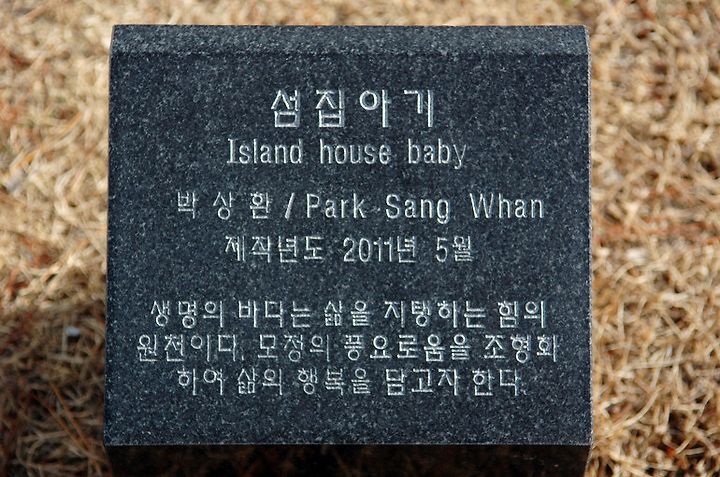 섬집아기
Island house baby
박상환 / Park Sang Whan
제작년도 2011년 5월
생명의 바다는 삶을 지탱하는 힘의
원천이다. 모정의 풍요로움을 조형화
하여 삶의 행복을 담고자 한다.